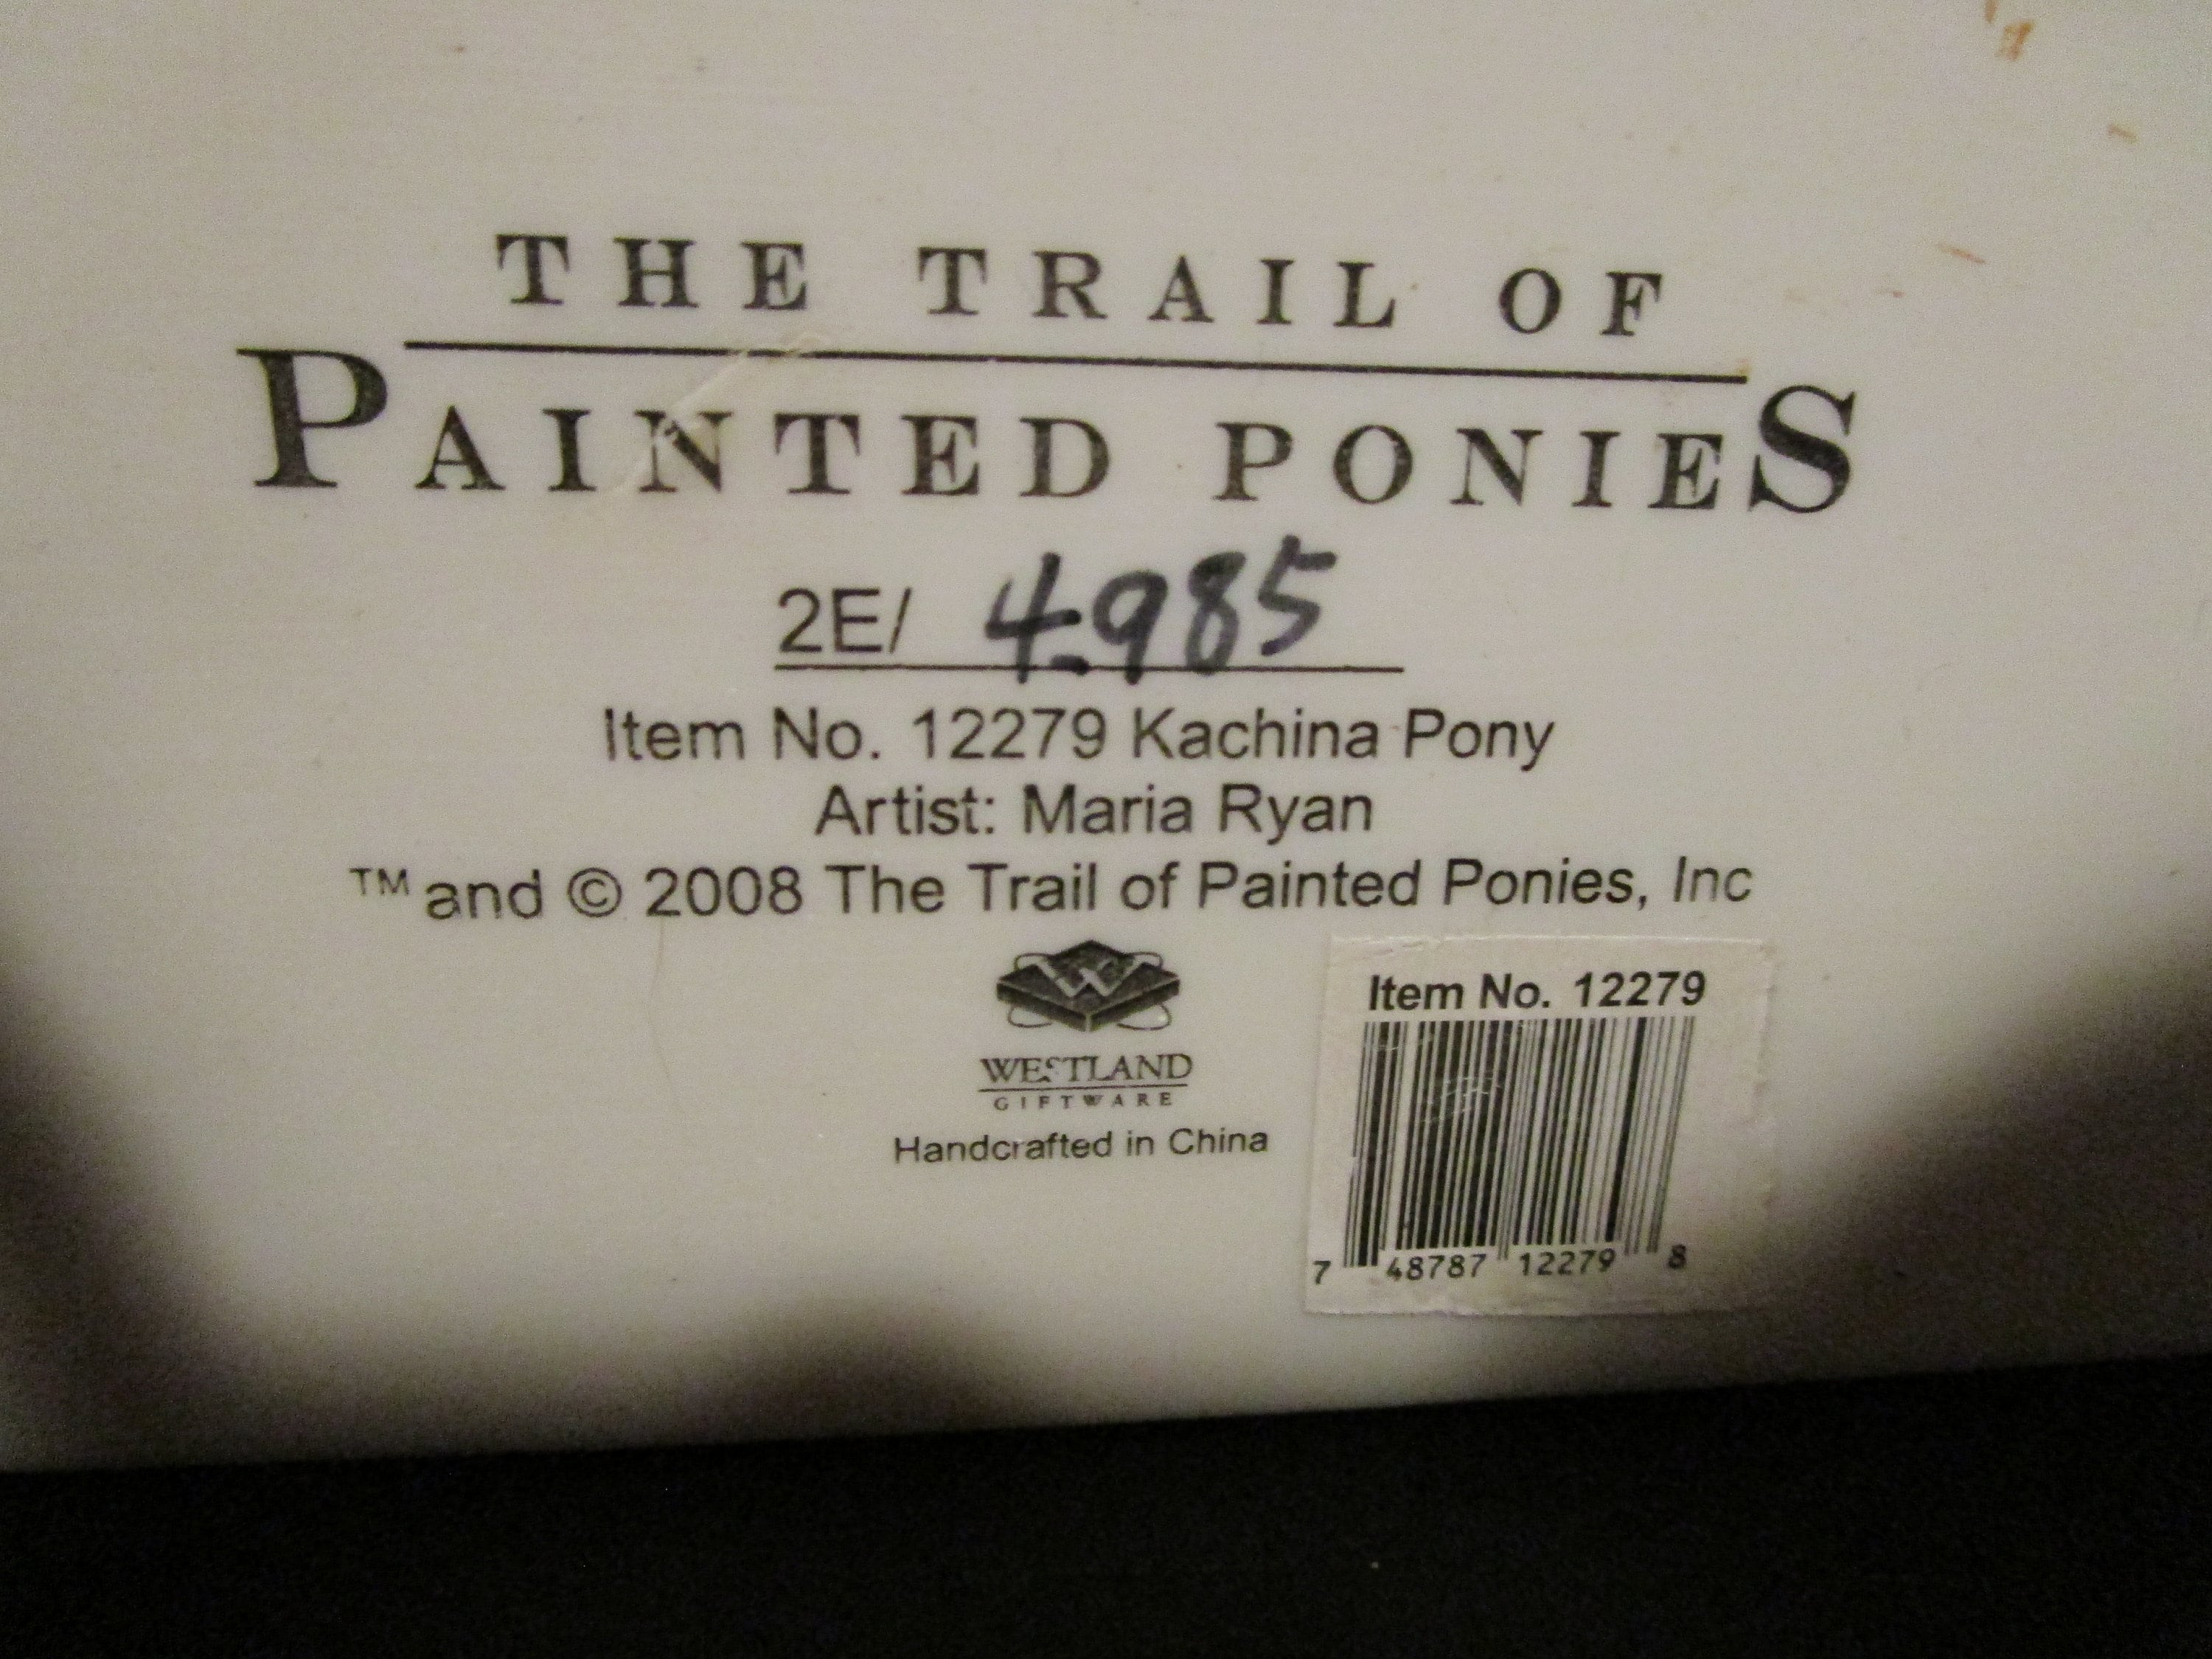 THE TRAIL OF
PAINTED PONIES
2E/ 4985
Item No. 12279 Kachina Pony
Artist: Maria Ryan
™ and © 2008 The Trail of Painted Ponies, Inc
W
WESTLAND
GIFTWARE
Handcrafted in China
Item No. 12279
7 48787 12279 8